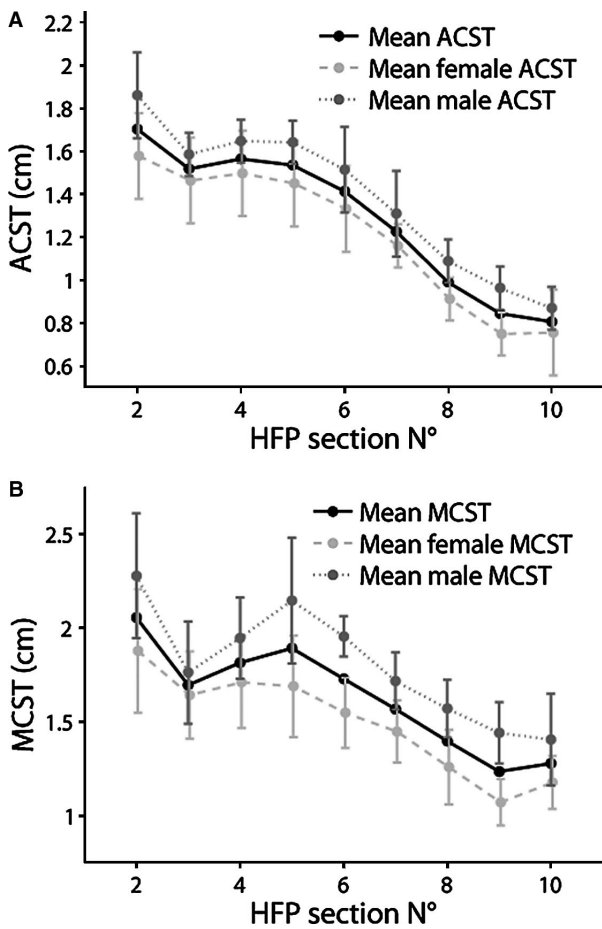 A
2.2
2
1.8
1.6
1.4
1.2
1
0.8
0.6
ACST (cm)
Mean ACST
Mean female ACST
Mean male ACST
2 4 6 8 10
HFP section N°
B
2.5
2
1.5
1
MCST (cm)
Mean MCST
Mean female MCST
Mean male MCST
2 4 6 8 10
HFP section N°